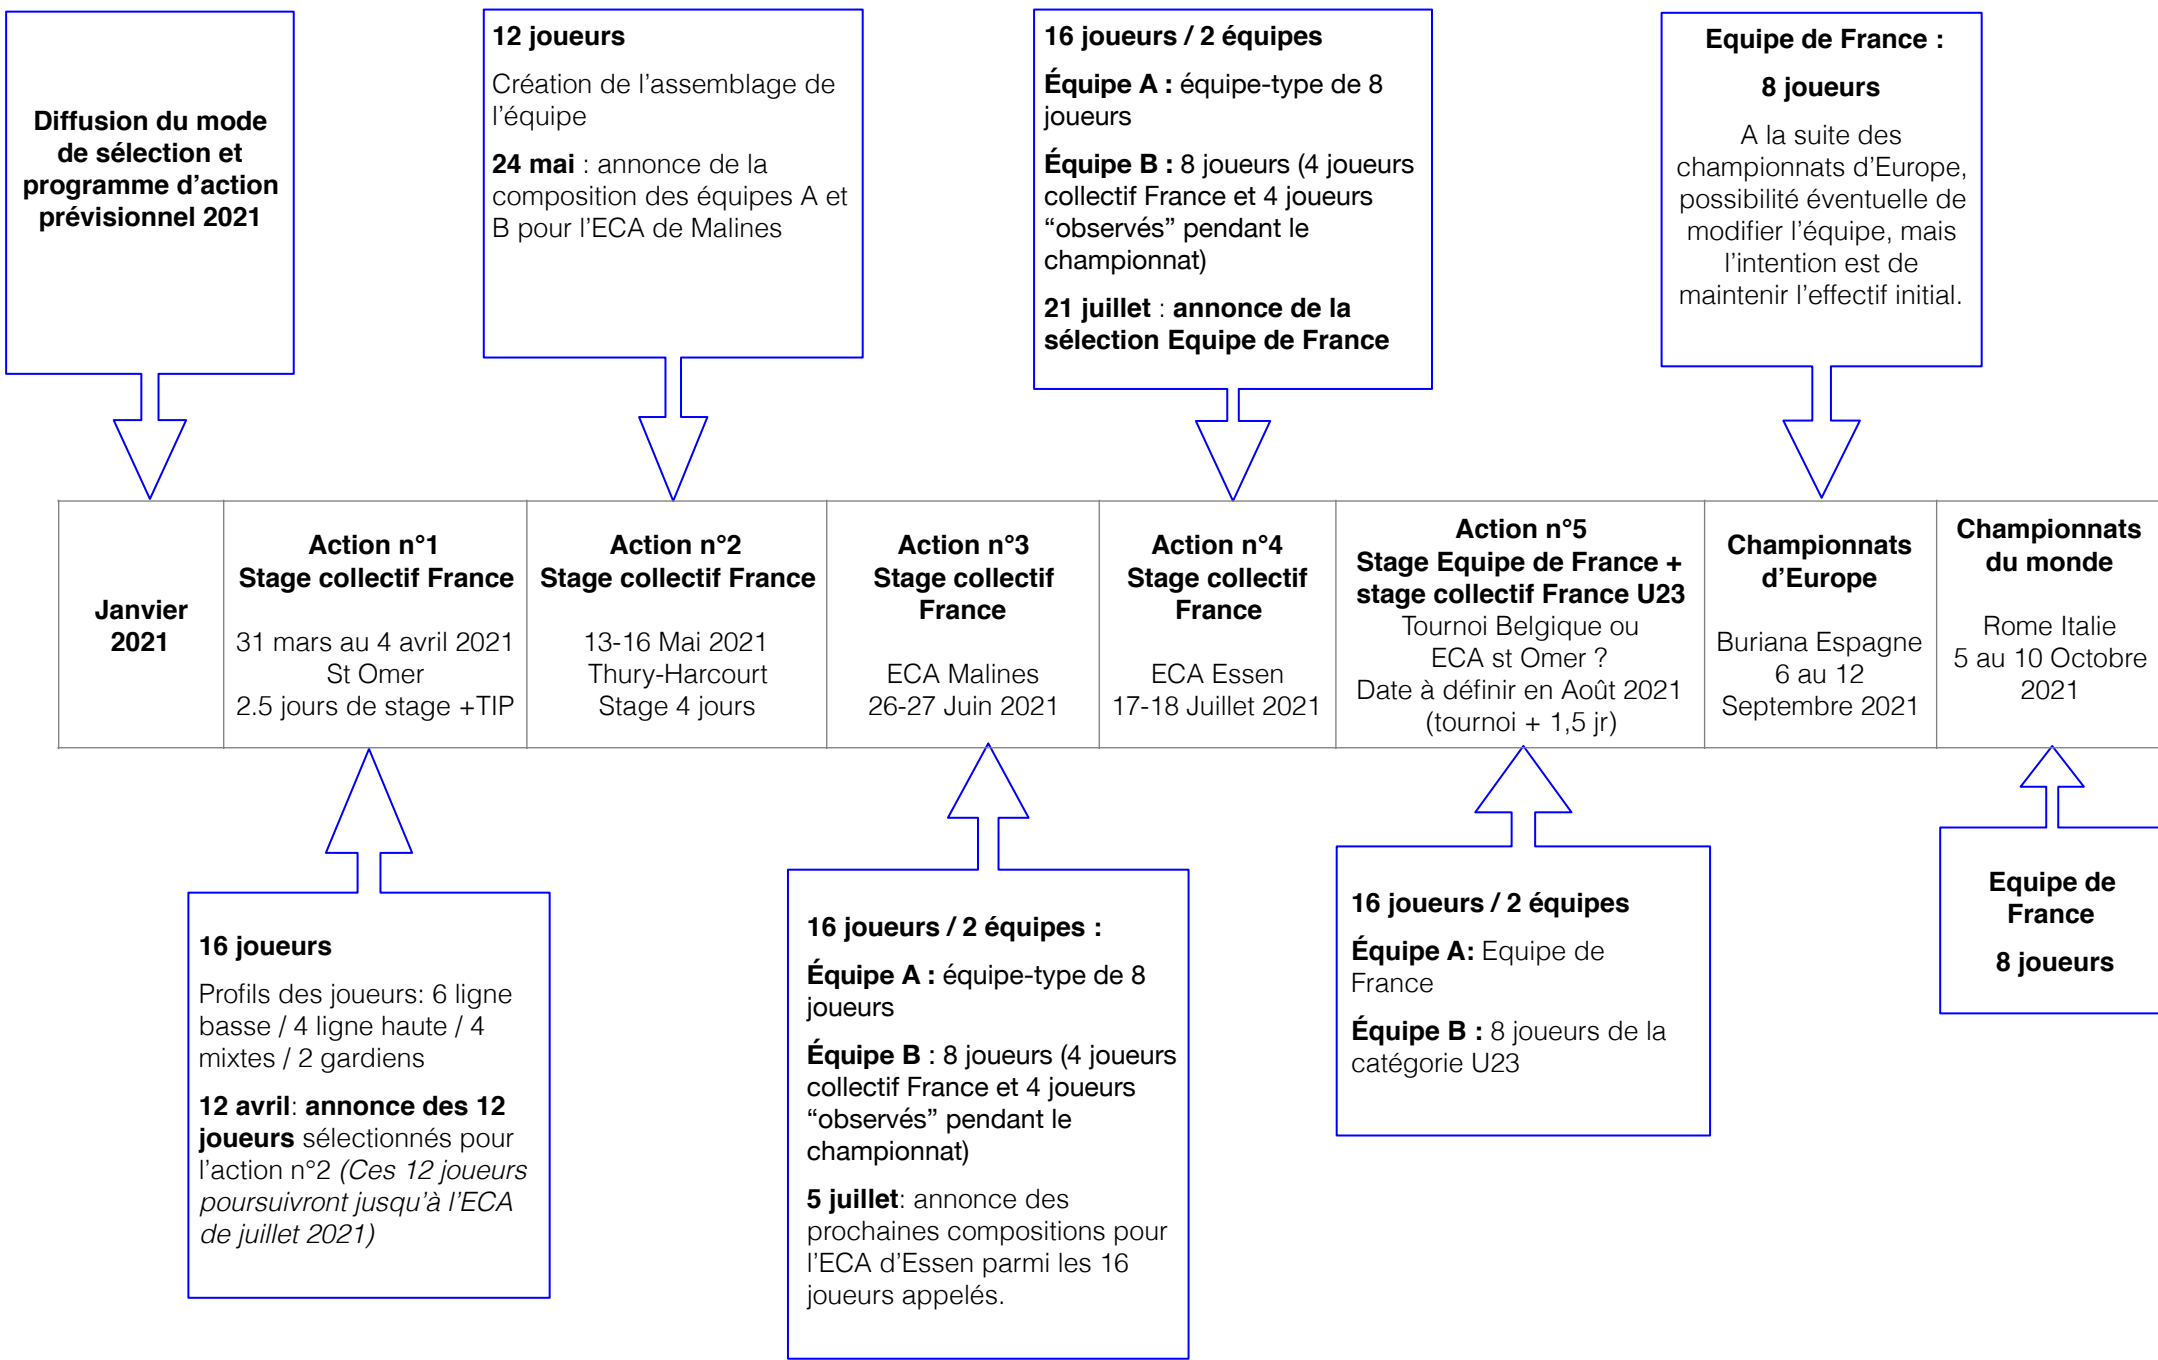 Diffusion du mode
de sélection et
programme d’action
prévisionnel 2021
12 joueurs
Création de l’assemblage de
l’équipe
24 mai : annonce de la
composition des équipes A et
B pour l’ECA de Malines
16 joueurs / 2 équipes
Équipe A : équipe-type de 8
joueurs
Équipe B : 8 joueurs (4 joueurs
collectif France et 4 joueurs
“observés” pendant le
championnat)
21 juillet : annonce de la
sélection Equipe de France
Equipe de France :
8 joueurs
A la suite des
championnats d’Europe,
possibilité éventuelle de
modifier l’équipe, mais
l’intention est de
maintenir l’effectif initial.
Janvier
2021
Action n°1
Stage collectif France
31 mars au 4 avril 2021
St Omer
2.5 jours de stage +TIP
Action n°2
Stage collectif France
13-16 Mai 2021
Thury-Harcourt
Stage 4 jours
Action n°3
Stage collectif
France
ECA Malines
26-27 Juin 2021
Action n°4
Stage collectif
France
ECA Essen
17-18 Juillet 2021
Action n°5
Stage Equipe de France +
stage collectif France U23
Tournoi Belgique ou
ECA st Omer ?
Date à définir en Août 2021
(tournoi + 1,5 jr)
Championnats
d’Europe
Buriana Espagne
6 au 12
Septembre 2021
Championnats
du monde
Rome Italie
5 au 10 Octobre
2021
16 joueurs
Profils des joueurs: 6 ligne
basse / 4 ligne haute / 4
mixtes / 2 gardiens
12 avril: annonce des 12
joueurs sélectionnés pour
l’action n°2 (Ces 12 joueurs
poursuivront jusqu’à l’ECA
de juillet 2021)
16 joueurs / 2 équipes :
Équipe A : équipe-type de 8
joueurs
Équipe B : 8 joueurs (4 joueurs
collectif France et 4 joueurs
“observés” pendant le
championnat)
5 juillet: annonce des
prochaines compositions pour
l’ECA d’Essen parmi les 16
joueurs appelés.
16 joueurs / 2 équipes
Équipe A: Equipe de
France
Équipe B : 8 joueurs de la
catégorie U23
Equipe de
France
8 joueurs